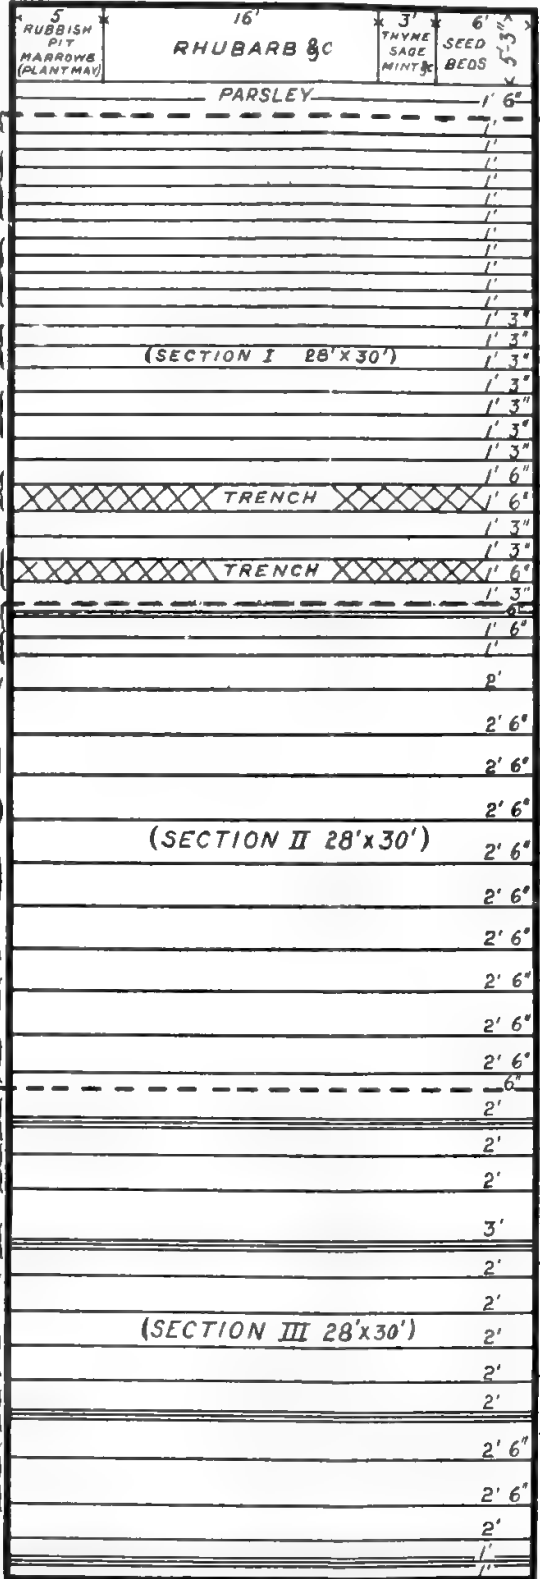 5 16' 3' 6' 5'-3"
RUBBISH
PIT
MARROWS
(PLANT MAY)
RHUBARB &C
THYME
SAGE
MINT &c
SEED
BEDS
PARSLEY 1' 6"
1'
1'
1'
1'
1'
1'
1'
1'
1'
1'
1'
1' 3"
1' 3"
(SECTION I 28'X30') 1' 3"
1' 3"
1' 3"
1' 3"
1' 3"
1' 6"
TRENCH 1' 6"
1' 3"
1' 3"
TRENCH 1' 6"
1' 3"
6"
1' 6"
1'
2'
2' 6"
2' 6"
2' 6"
(SECTION II 28'X30')
2' 6"
2' 6"
2' 6"
2' 6"
2' 6"
2' 6"
6"
2'
2'
2'
3'
2'
2'
(SECTION III 28'X30') 2'
2'
2'
2' 6"
2' 6"
2'
1'
1'